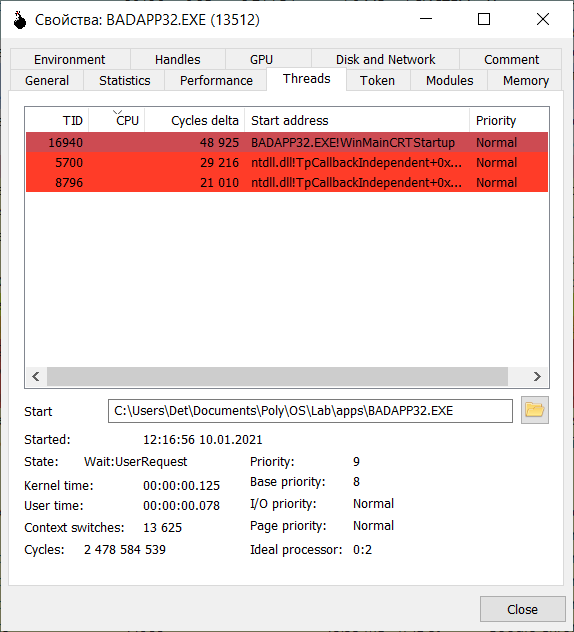 Свойства: BADAPP32.EXE (13512)
Environment Handles GPU Disk and Network Comment
General Statistics Performance Threads Token Modules Memory
TID CPU Cycles delta Start address Priority
16940 48 925 BADAPP32.EXE!WinMainCRTStartup Normal
5700 29 216 ntdll.dll!TpCallbackIndependent+0x... Normal
8796 21 010 ntdll.dll!TpCallbackIndependent+0x... Normal
Start C:\Users\Det\Documents\Poly\OS\Lab\apps\BADAPP32.EXE
Started: 12:16:56 10.01.2021
State: Wait:UserRequest Priority: 9
Kernel time: 00:00:00.125 Base priority: 8
User time: 00:00:00.078 I/O priority: Normal
Context switches: 13 625 Page priority: Normal
Cycles: 2 478 584 539 Ideal processor: 0:2
Close